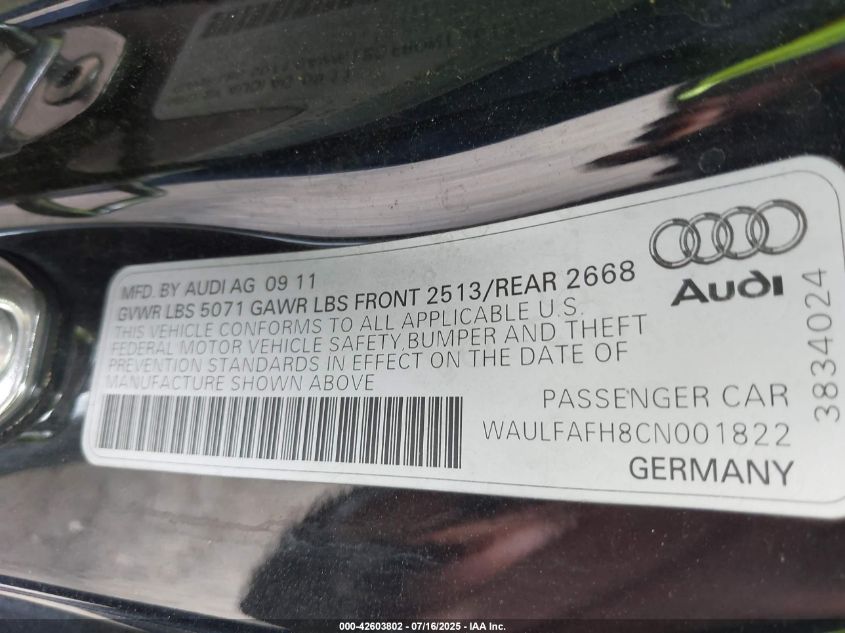 MFD. BY AUDI AG 09 11
GVWR LBS 5071 GAWR LBS FRONT 2513/REAR 2668
THIS VEHICLE CONFORMS TO ALL APPLICABLE U.S.
FEDERAL MOTOR VEHICLE SAFETY,BUMPER AND THEFT
PREVENTION STANDARDS IN EFFECT ON THE DATE OF
MANUFACTURE SHOWN ABOVE
Audi
3834024
PASSENGER CAR
WAULFAFH8CN001822
GERMANY
000-42603802 - 07/16/2025 - IAA Inc.